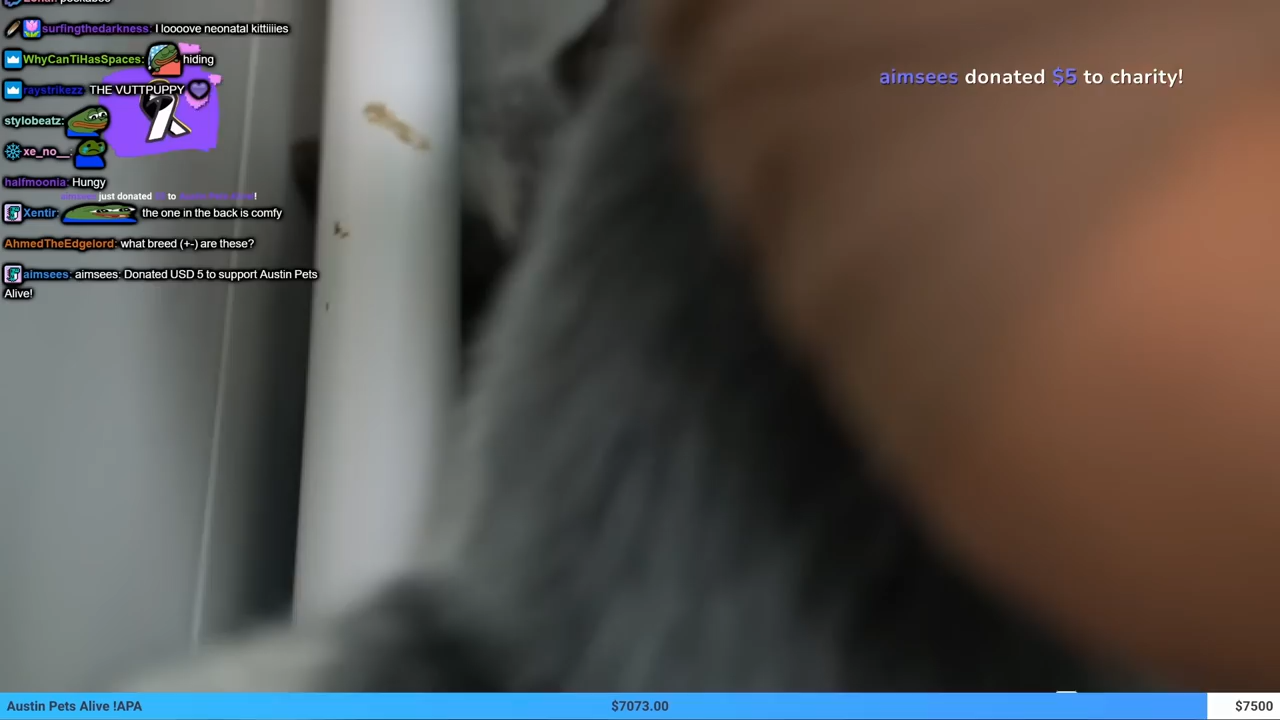 surfingthedarkness: I loooove neonatal kittiiiies
WhyCanTIHasSpaces: hiding
raystrikezz: THE VUTTPUPPY
stylobeatz:
xe_no__:
halfmoonia: Hungy
aimsees just donated to !
Xentir: the one in the back is comfy
AhmedTheEdgelord: what breed (+-) are these?
aimsees: aimsees: Donated USD 5 to support Austin Pets
Alive!
aimsees donated $5 to charity!
Austin Pets Alive !APA $7073.00 $7500